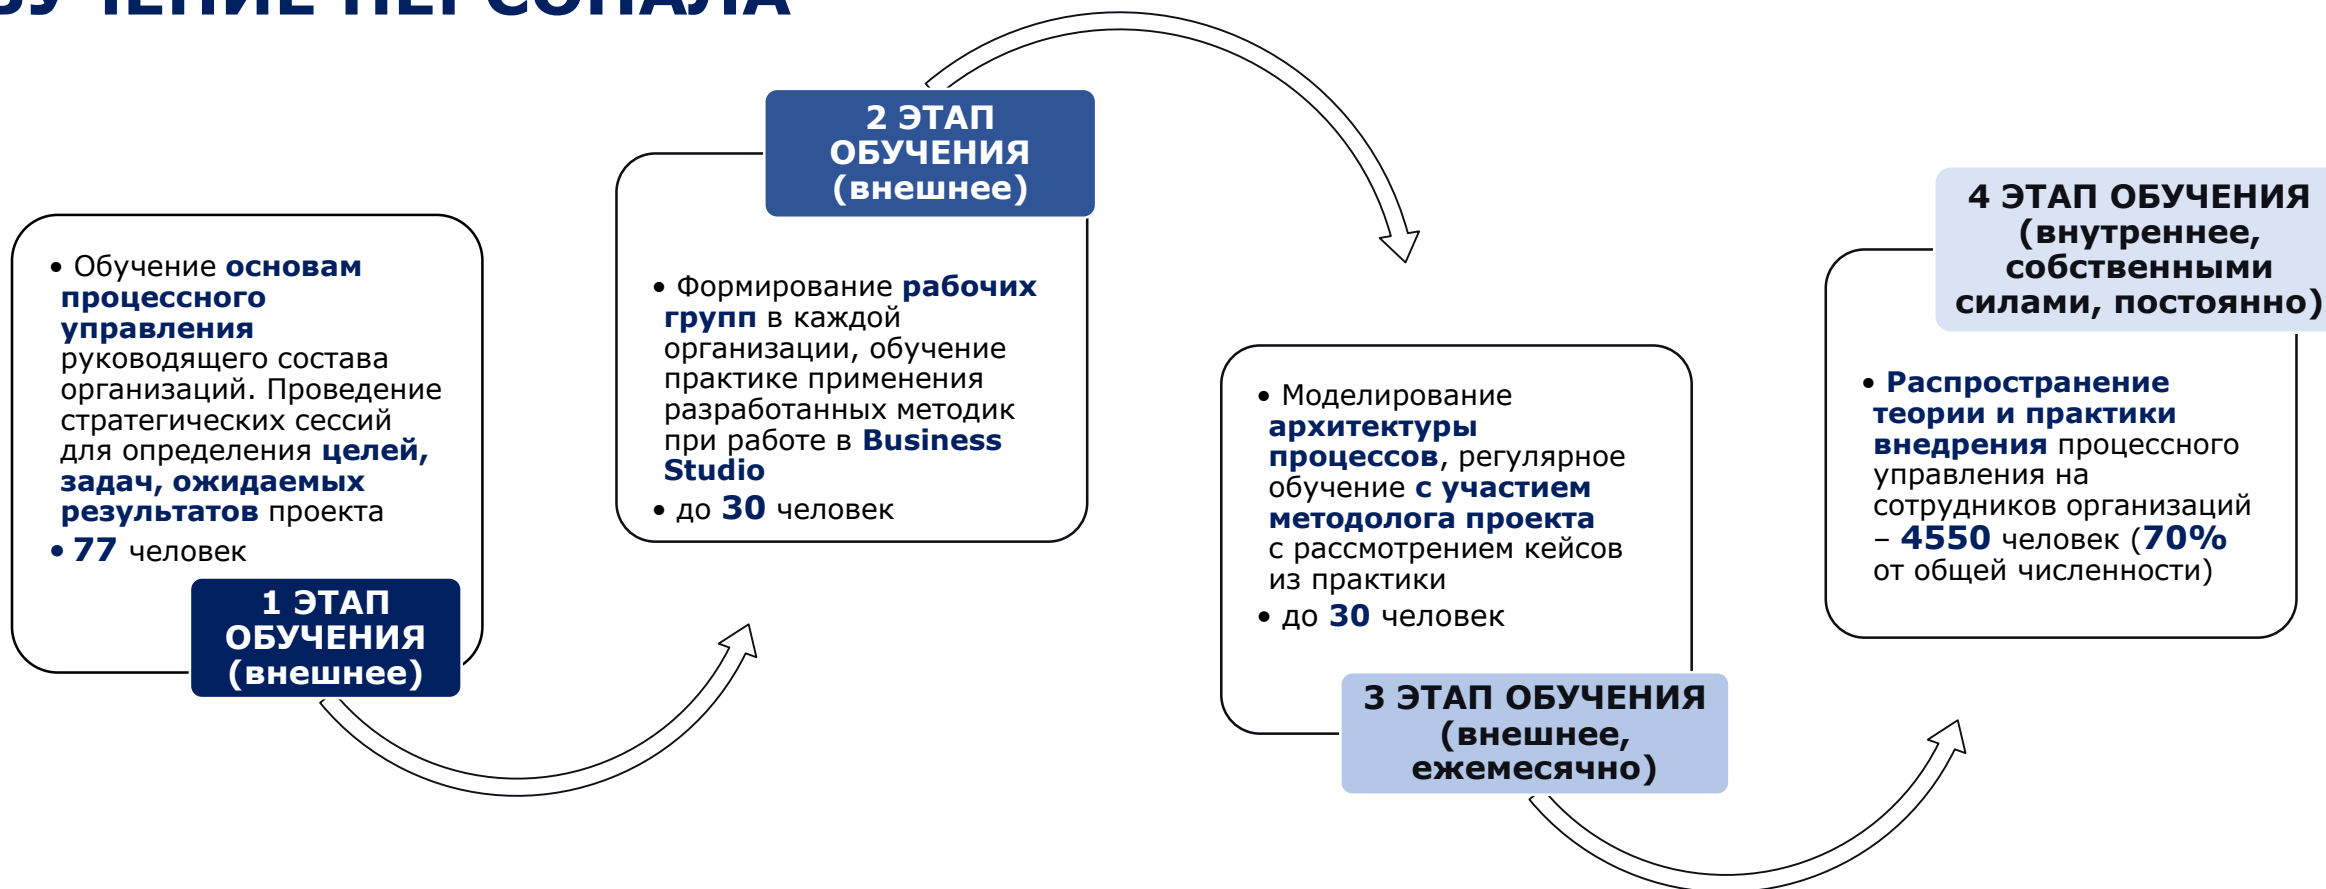 УЧЕНИЕ ПЕРСОНАЛА
• Обучение основам
процессного
управления
руководящего состава
организаций. Проведение
стратегических сессий
для определения целей,
задач, ожидаемых
результатов проекта
• 77 человек
1 ЭТАП
ОБУЧЕНИЯ
(внешнее)
2 ЭТАП
ОБУЧЕНИЯ
(внешнее)
• Формирование рабочих
групп в каждой
организации, обучение
практике применения
разработанных методик
при работе в Business
Studio
• до 30 человек
• Моделирование
архитектуры
процессов, регулярное
обучение с участием
методолога проекта
с рассмотрением кейсов
из практики
• до 30 человек
3 ЭТАП ОБУЧЕНИЯ
(внешнее,
ежемесячно)
4 ЭТАП ОБУЧЕНИЯ
(внутреннее,
собственными
силами, постоянно)
• Распространение
теории и практики
внедрения процессного
управления на
сотрудников организаций
– 4550 человек (70%
от общей численности)